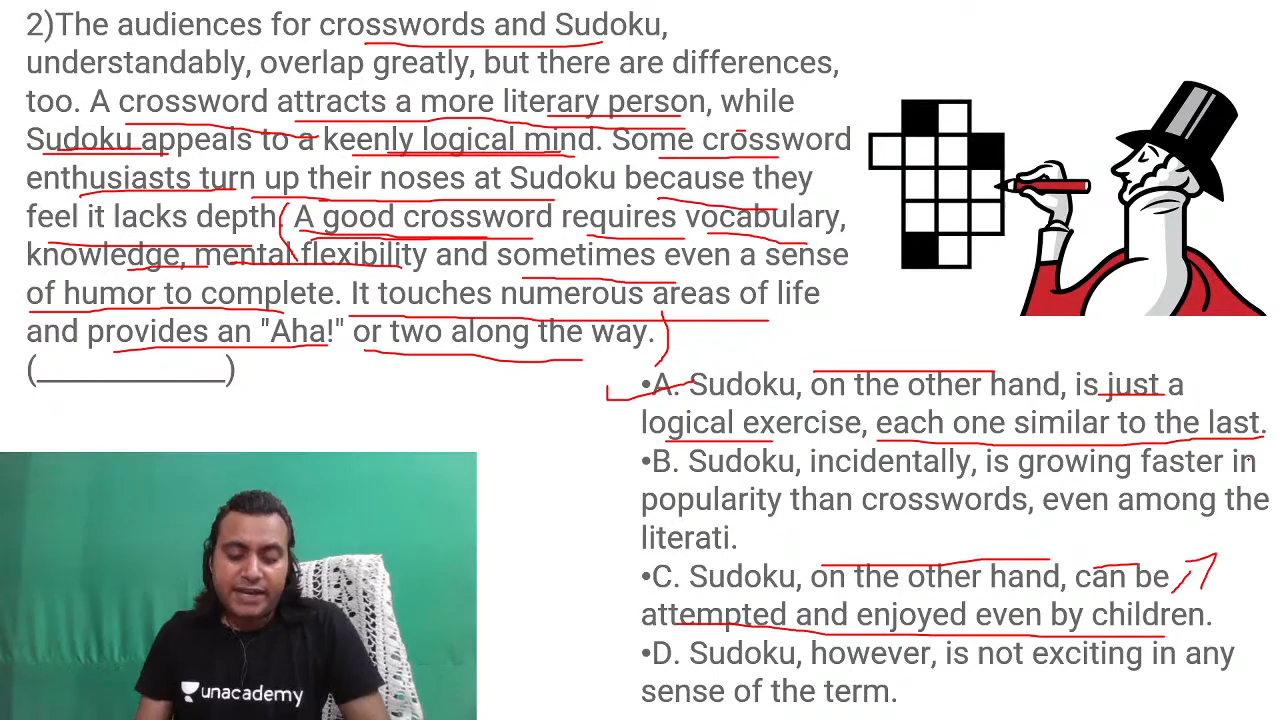 2)The audiences for crosswords and Sudoku,
understandably, overlap greatly, but there are differences,
too. A crossword attracts a more literary person, while
Sudoku appeals to a keenly logical mind. Some crossword
enthusiasts turn up their noses at Sudoku because they
feel it lacks depth. A good crossword requires vocabulary,
knowledge, mental flexibility and sometimes even a sense
of humor to complete. It touches numerous areas of life
and provides an "Aha!" or two along the way.
(___________)
•A. Sudoku, on the other hand, is just a
logical exercise, each one similar to the last.
•B. Sudoku, incidentally, is growing faster in
popularity than crosswords, even among the
literati.
•C. Sudoku, on the other hand, can be
attempted and enjoyed even by children.
•D. Sudoku, however, is not exciting in any
sense of the term.
unacademy